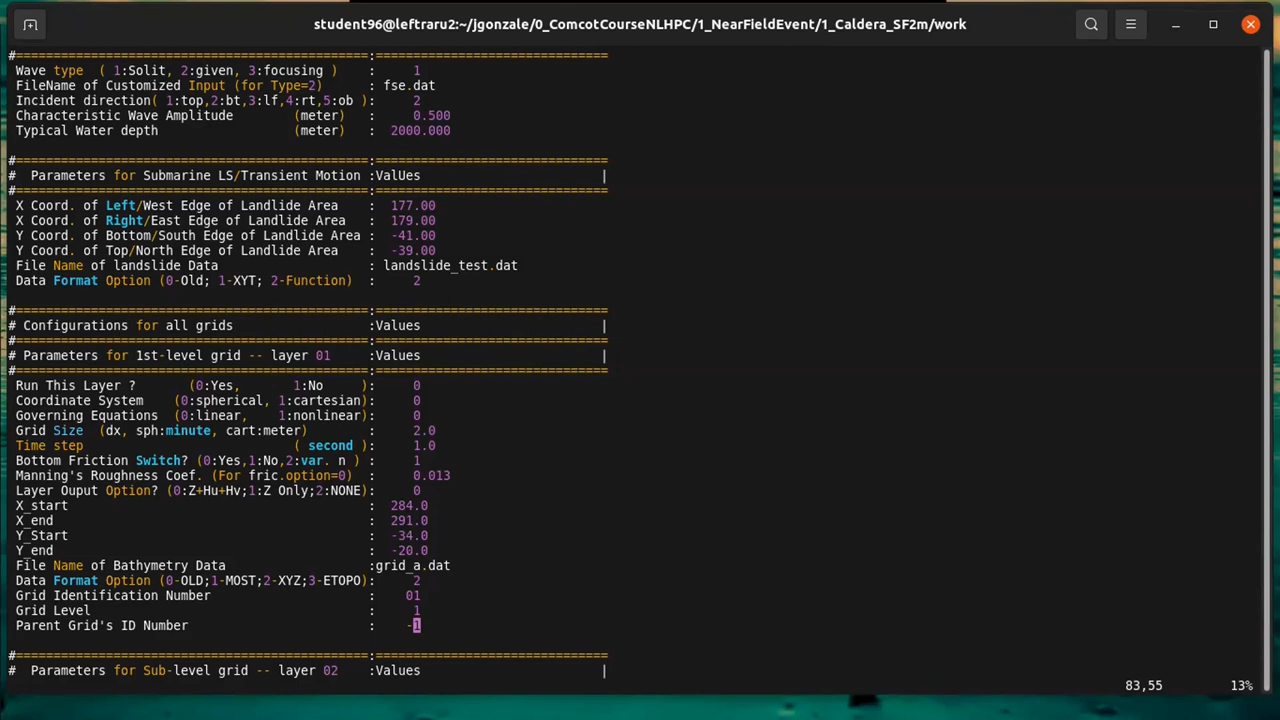 student96@leftraru2:~/jgonzale/0_ComcotCourseNLHPC/1_NearFieldEvent/1_Caldera_SF2m/work
#===============================================:===============================
Wave type  ( 1:Solit, 2:given, 3:focusing )     :     1
FileName of Customized Input (for Type=2)       : fse.dat
Incident direction( 1:top,2:bt,3:lf,4:rt,5:ob ):     2
Characteristic Wave Amplitude        (meter)   :     0.500
Typical Water depth                  (meter)   :  2000.000
#===============================================:===============================
#  Parameters for Submarine LS/Transient Motion :ValUes                        |
#===============================================:===============================
X Coord. of Left/West Edge of Landlide Area    :  177.00
X Coord. of Right/East Edge of Landlide Area   :  179.00
Y Coord. of Bottom/South Edge of Landlide Area :  -41.00
Y Coord. of Top/North Edge of Landlide Area    :  -39.00
File Name of landslide Data                    : landslide_test.dat
Data Format Option (0-Old; 1-XYT; 2-Function)  :     2
#===============================================:===============================
# Configurations for all grids                  :Values                        |
#===============================================:===============================
# Parameters for 1st-level grid -- layer 01     :Values                        |
#===============================================:===============================
Run This Layer ?       (0:Yes,       1:No     ):     0
Coordinate System    (0:spherical, 1:cartesian):     0
Governing Equations  (0:linear,    1:nonlinear):     0
Grid Size  (dx, sph:minute, cart:meter)        :     2.0
Time step                            ( second ):     1.0
Bottom Friction Switch? (0:Yes,1:No,2:var. n ) :     1
Manning's Roughness Coef. (For fric.option=0)  :     0.013
Layer Ouput Option? (0:Z+Hu+Hv;1:Z Only;2:NONE):     0
X_start                                        :  284.0
X_end                                          :  291.0
Y_Start                                        :  -34.0
Y_end                                          :  -20.0
File Name of Bathymetry Data                   :grid_a.dat
Data Format Option (0-OLD;1-MOST;2-XYZ;3-ETOPO):     2
Grid Identification Number                     :    01
Grid Level                                     :     1
Parent Grid's ID Number                        :    -1
#===============================================:===============================
#  Parameters for Sub-level grid -- layer 02    :Values                        |
83,55         13%